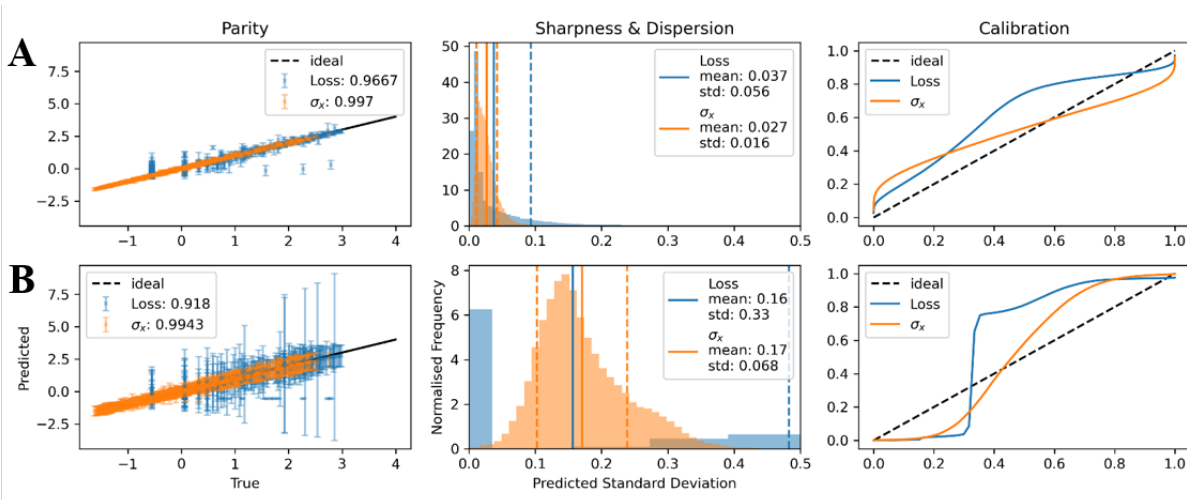 Parity
Sharpness & Dispersion
Calibration
A
7.5
5.0
2.5
0.0
−2.5
ideal
Loss: 0.9667
σx: 0.997
−1
0
1
2
3
4
50
40
30
20
10
0
Loss
mean: 0.037
std: 0.056
σx
mean: 0.027
std: 0.016
0.0
0.1
0.2
0.3
0.4
0.5
1.0
0.8
0.6
0.4
0.2
0.0
ideal
Loss
σx
0.0
0.2
0.4
0.6
0.8
1.0
B
Predicted
7.5
5.0
2.5
0.0
−2.5
ideal
Loss: 0.918
σx: 0.9943
−1
0
1
2
3
4
True
Normalised Frequency
8
6
4
2
0
Loss
mean: 0.16
std: 0.33
σx
mean: 0.17
std: 0.068
0.0
0.1
0.2
0.3
0.4
0.5
Predicted Standard Deviation
1.0
0.8
0.6
0.4
0.2
0.0
ideal
Loss
σx
0.0
0.2
0.4
0.6
0.8
1.0